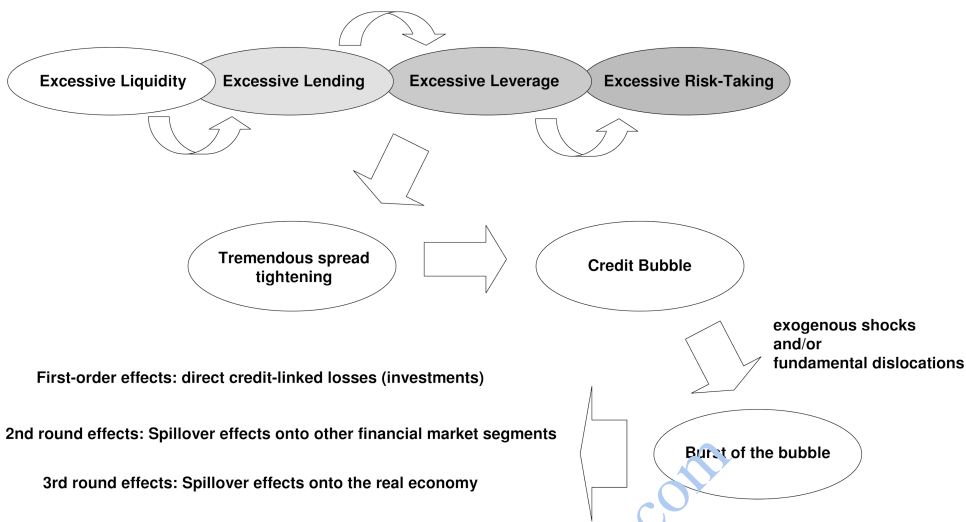 Excessive Liquidity
Excessive Lending
Excessive Leverage
Excessive Risk-Taking
Tremendous spread
tightening
Credit Bubble
exogenous shocks
and/or
fundamental dislocations
First-order effects: direct credit-linked losses (investments)
2nd round effects: Spillover effects onto other financial market segments
3rd round effects: Spillover effects onto the real economy
Burst of the bubble
.com